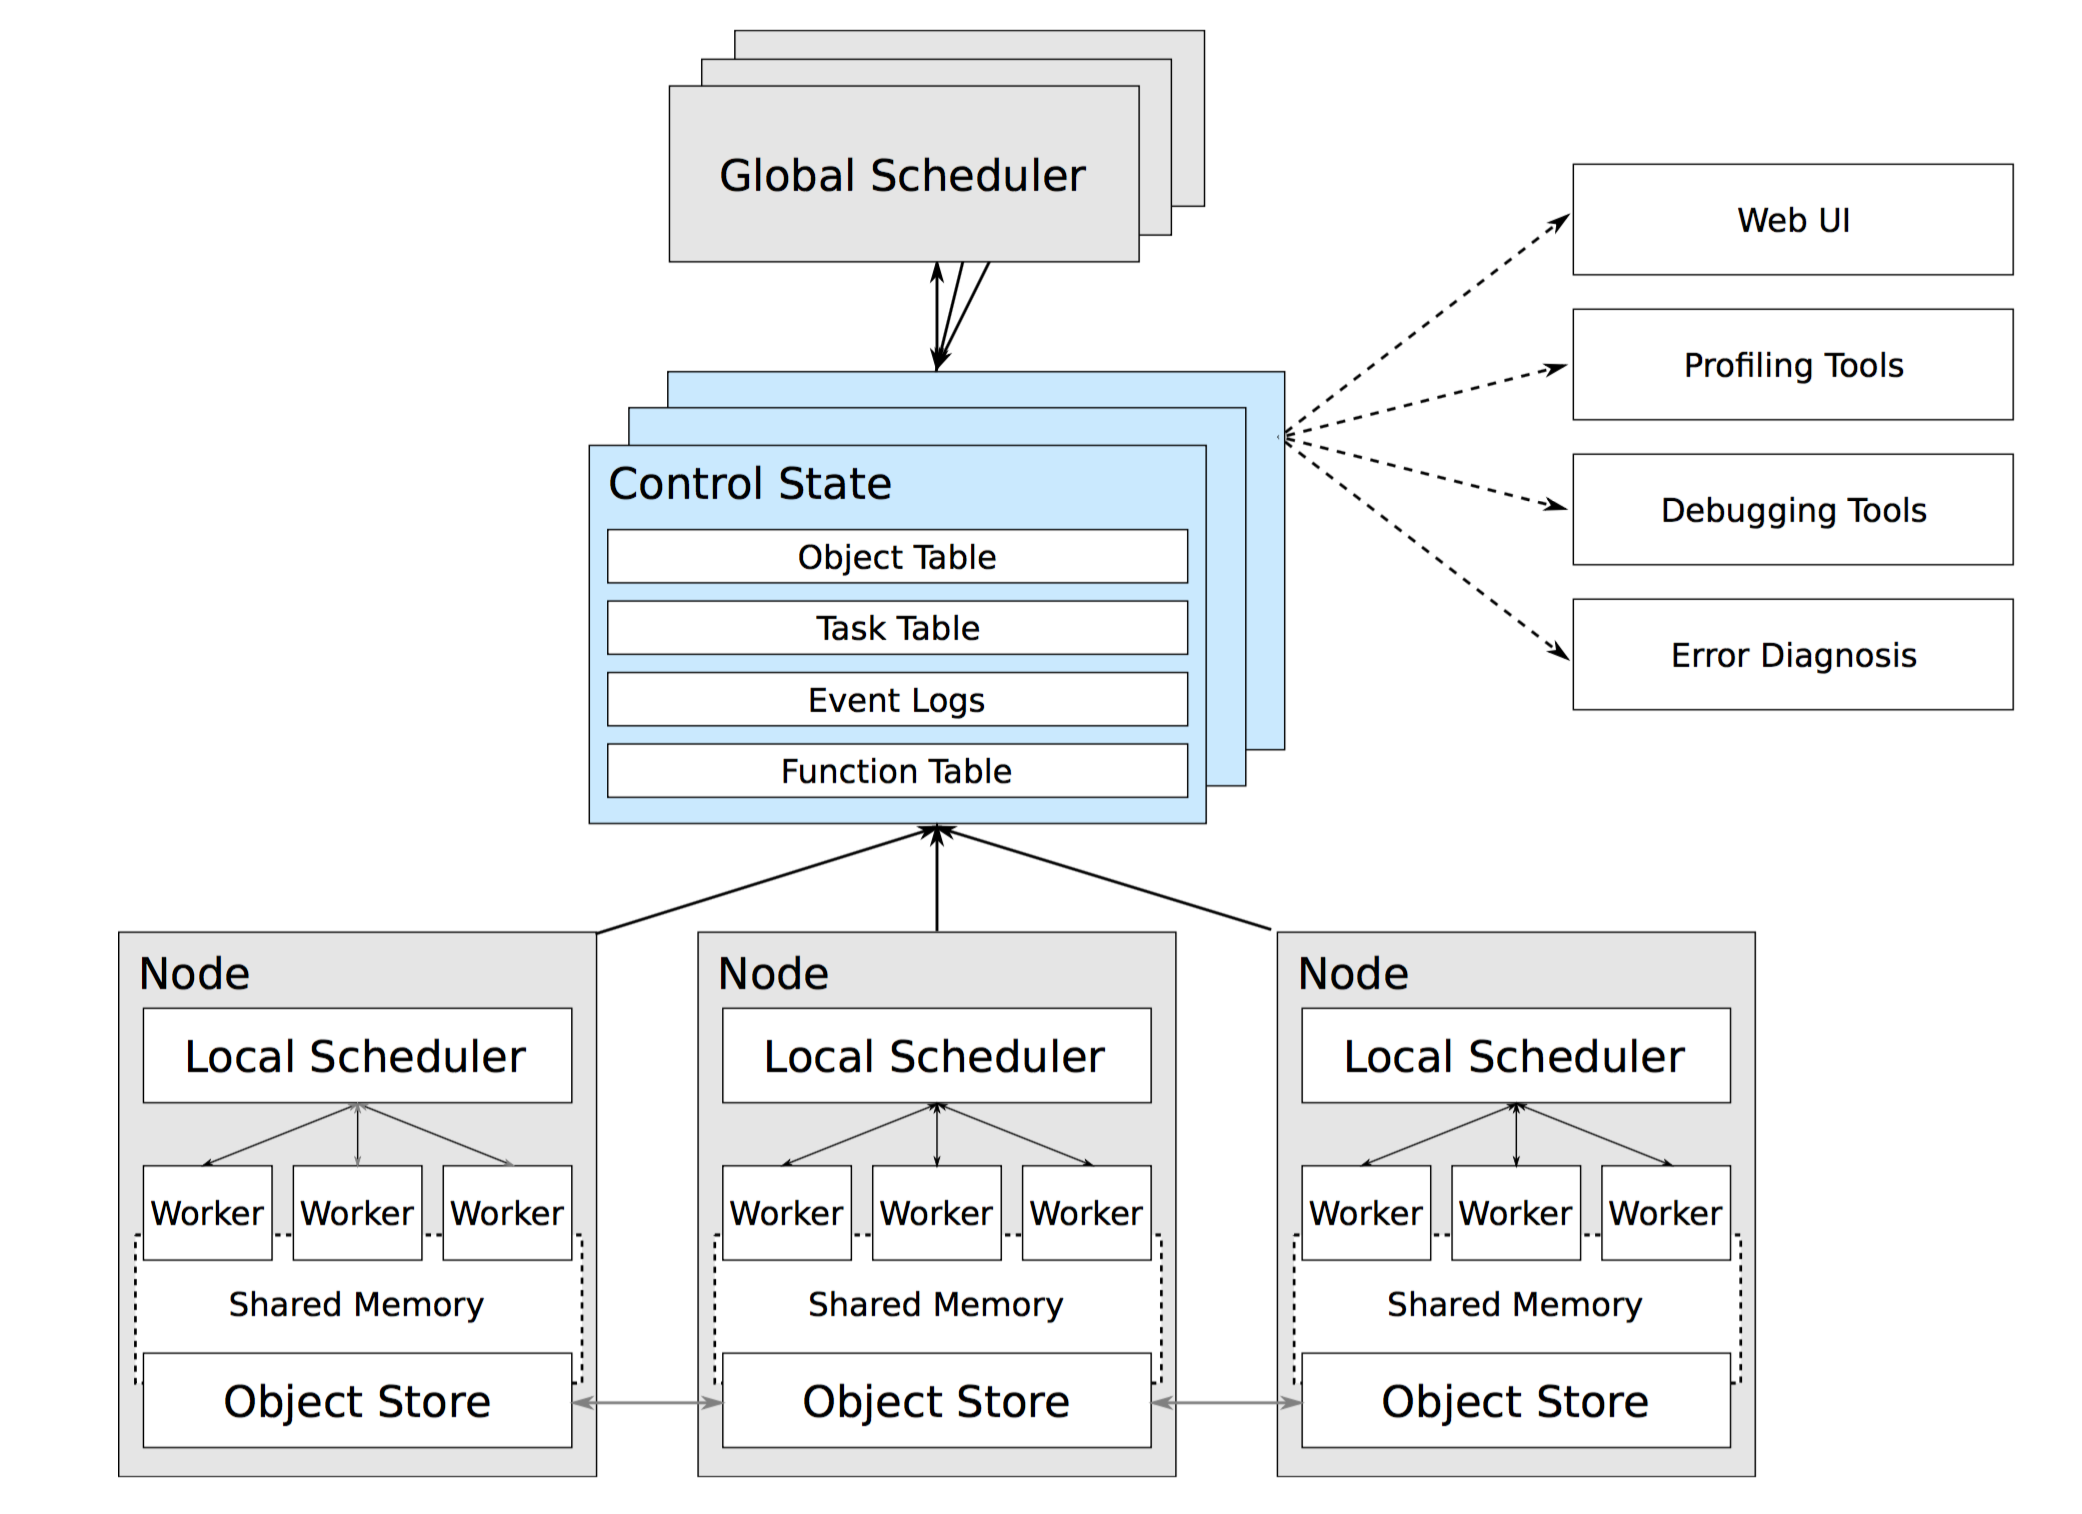 Global Scheduler
Web UI
Profiling Tools
Debugging Tools
Error Diagnosis
Control State
Object Table
Task Table
Event Logs
Function Table
Node
Local Scheduler
Worker Worker Worker
Shared Memory
Object Store
Node
Local Scheduler
Worker Worker Worker
Shared Memory
Object Store
Node
Local Scheduler
Worker Worker Worker
Shared Memory
Object Store